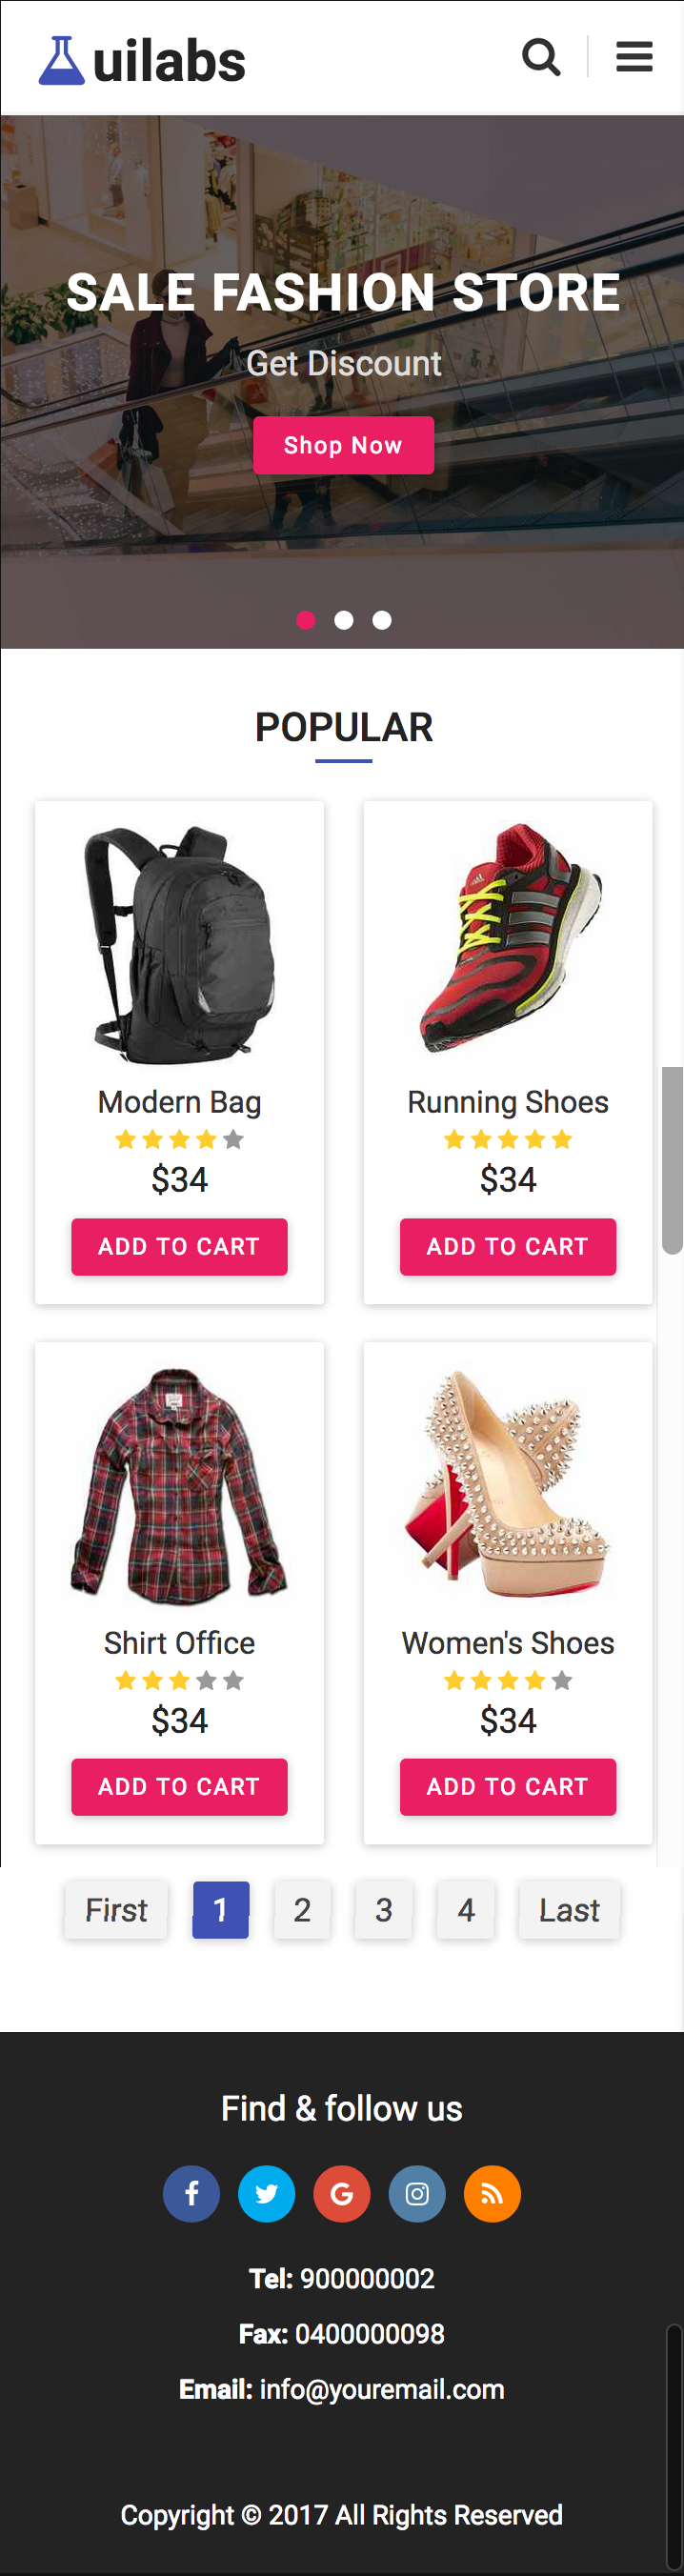 uilabs
SALE FASHION STORE
Get Discount
Shop Now
POPULAR
Modern Bag
$34
ADD TO CART
Running Shoes
$34
ADD TO CART
Shirt Office
$34
ADD TO CART
Women's Shoes
$34
ADD TO CART
First 1 2 3 4 Last
Find & follow us
Tel: 900000002
Fax: 0400000098
Email: info@youremail.com
Copyright © 2017 All Rights Reserved